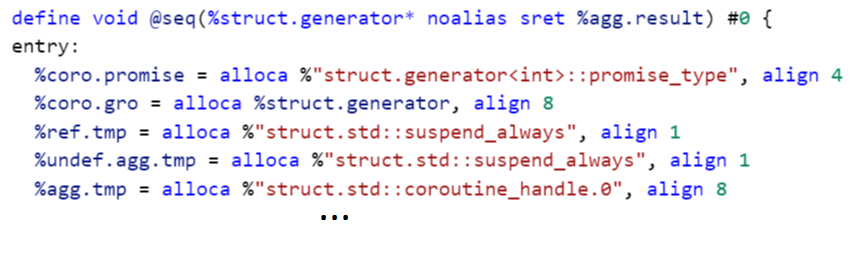 define void @seq(%struct.generator* noalias sret %agg.result) #0 {
entry:
  %coro.promise = alloca %"struct.generator<int>::promise_type", align 4
  %coro.gro = alloca %struct.generator, align 8
  %ref.tmp = alloca %"struct.std::suspend_always", align 1
  %undef.agg.tmp = alloca %"struct.std::suspend_always", align 1
  %agg.tmp = alloca %"struct.std::coroutine_handle.0", align 8
...